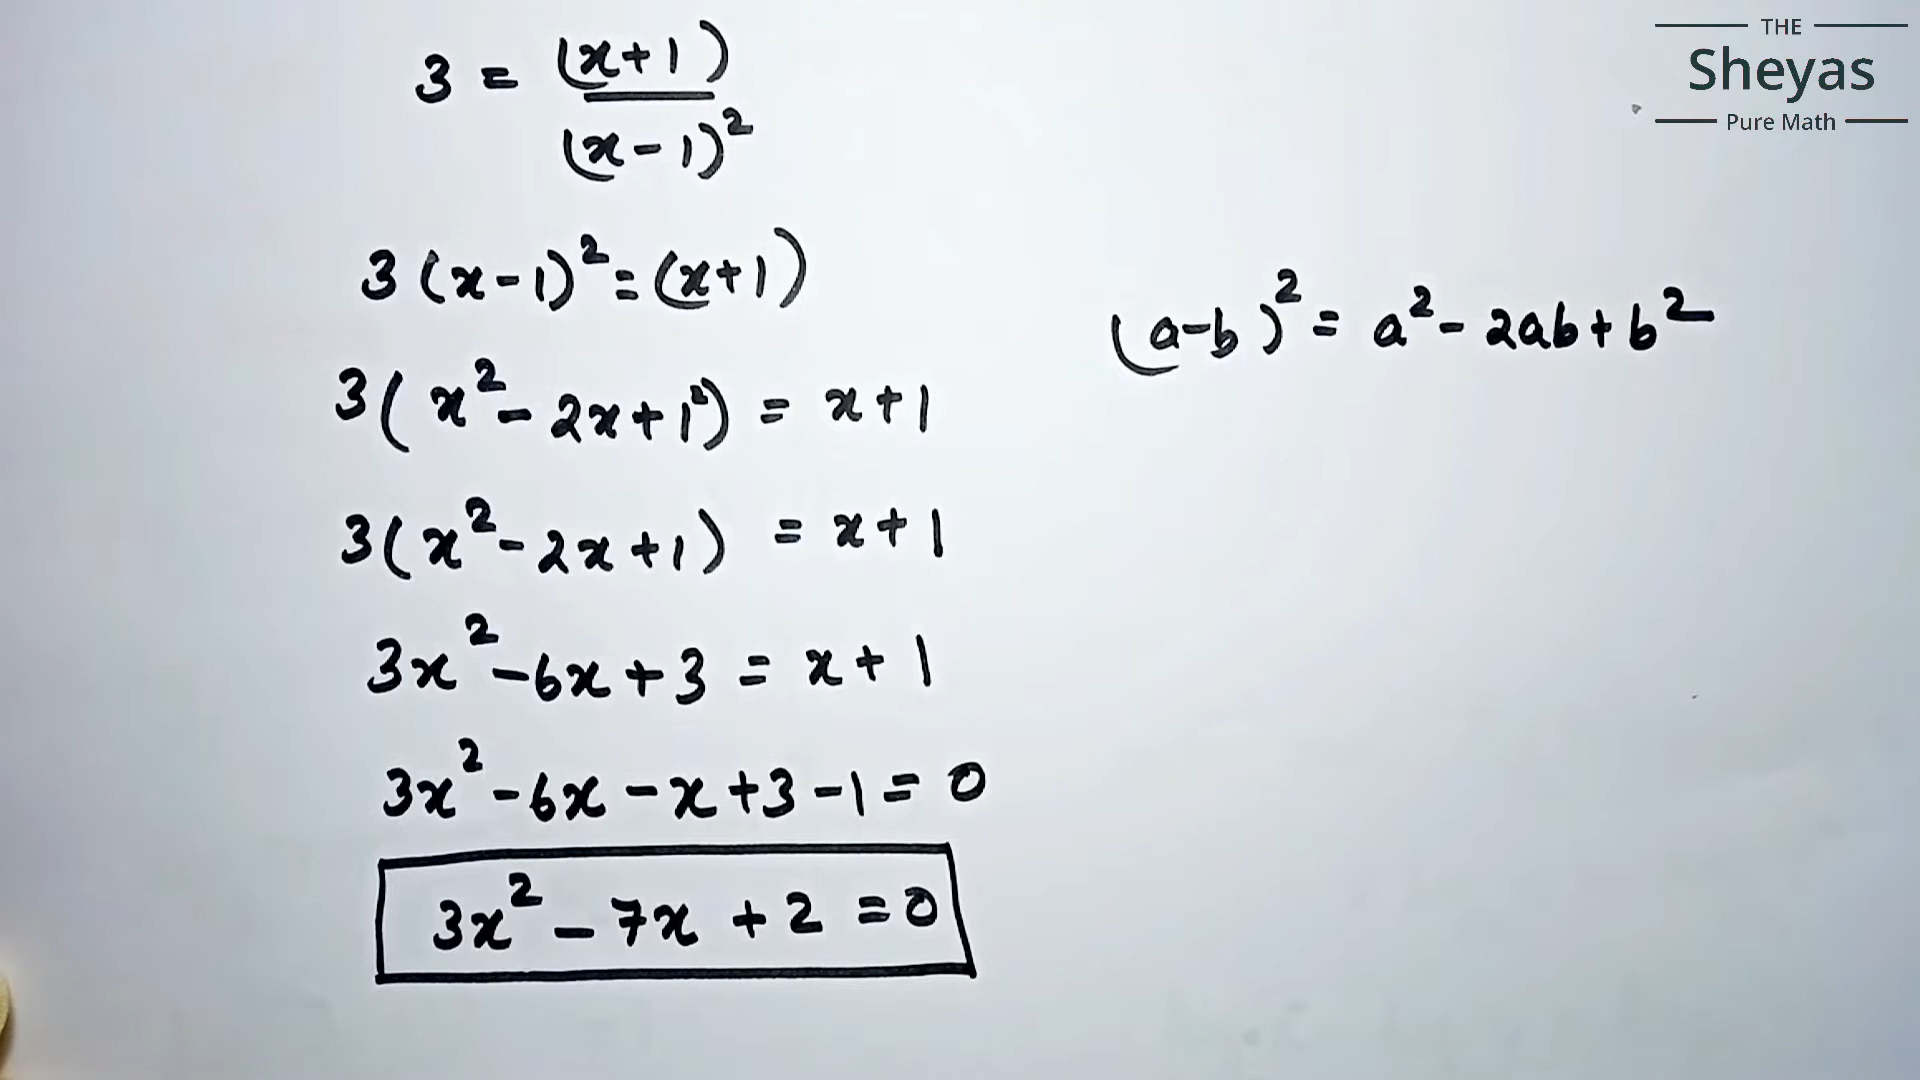 THE
Sheyas
Pure Math
3 = (x+1)
(x-1)²
3(x-1)²=(x+1)
(a-b)² = a²- 2ab+b²
3(x²- 2x+1²) = x+1
3(x²-2x+1) = x+1
3x²-6x+3 = x+1
3x²-6x-x+3-1= 0
3x²-7x+2=0